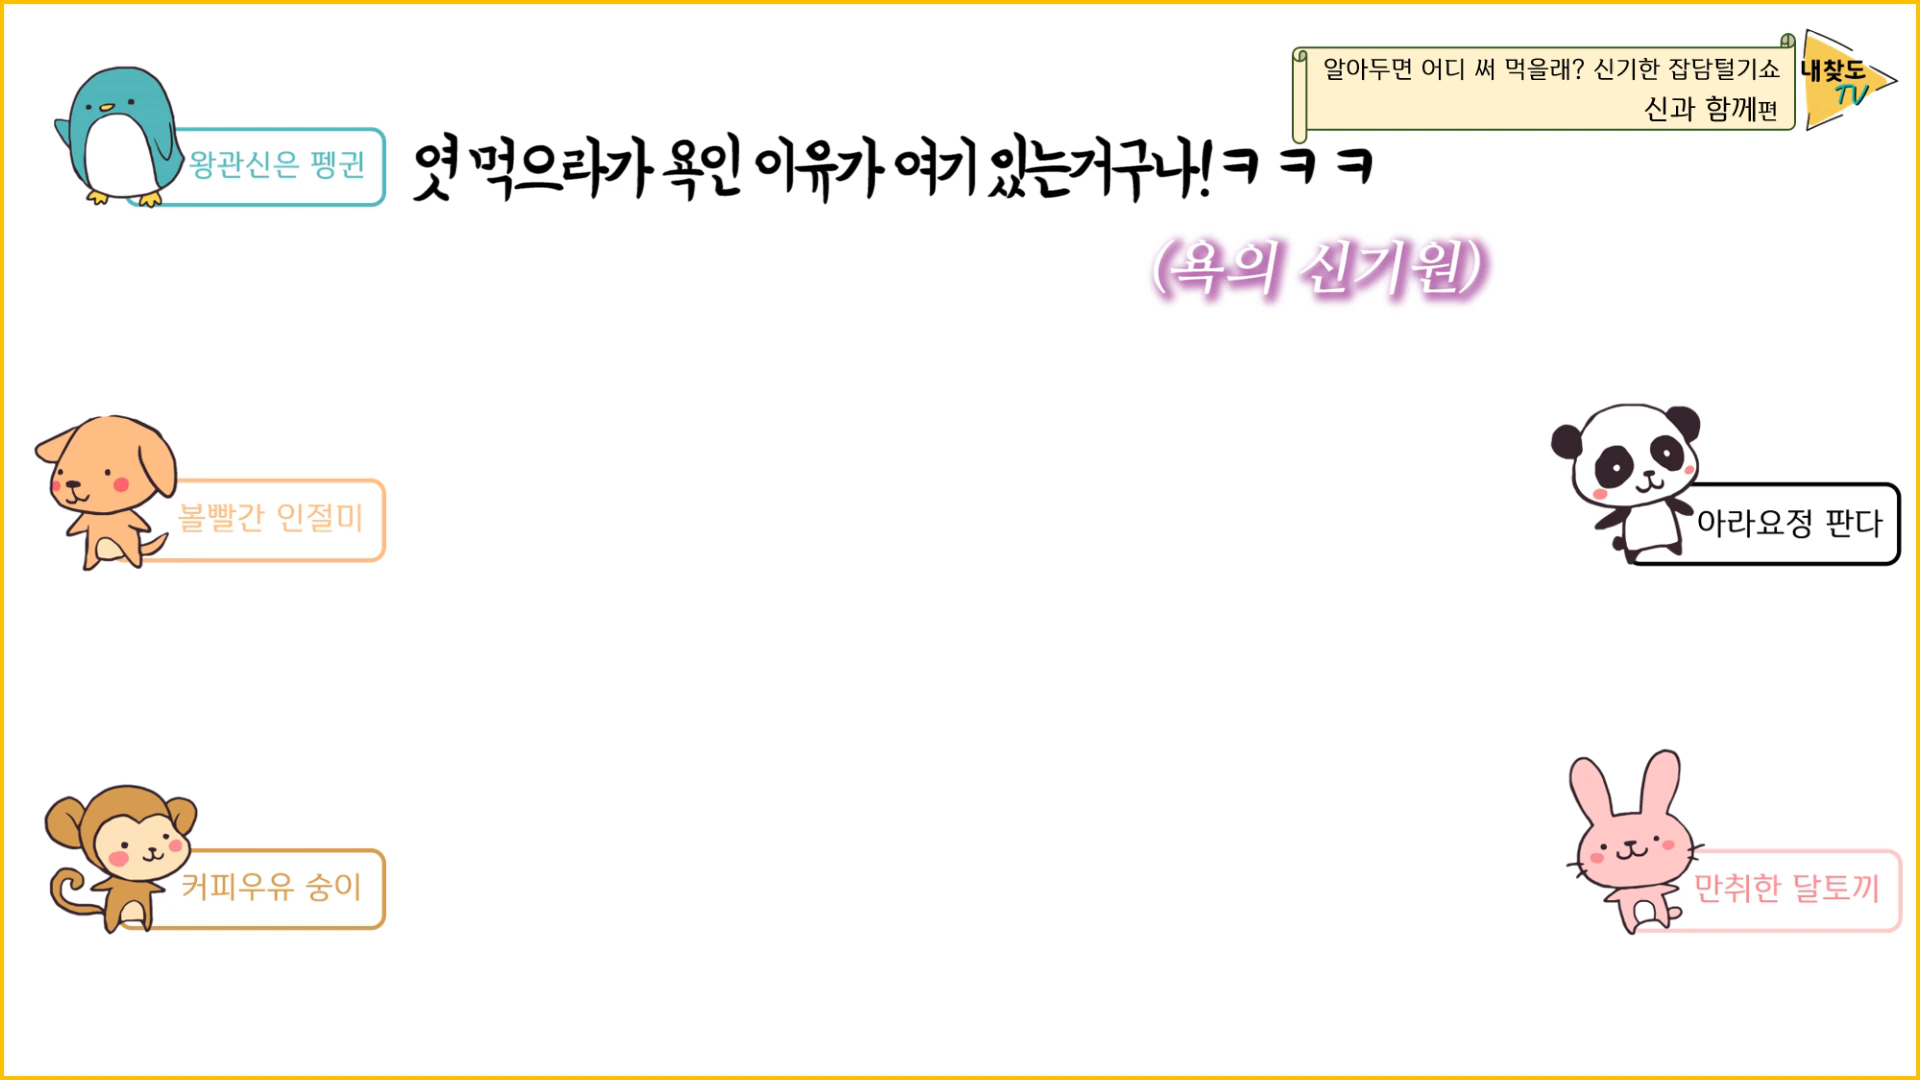 알아두면 어디 써 먹을래? 신기한 잡담털기쇼
신과 함께편
내찾도
TV
왕관신은 펭귄
엿 먹으라가 욕인 이유가 여기 있는거구나!ㅋㅋㅋ
(욕의 신기원)
볼빨간 인절미
아라요정 판다
커피우유 숭이
만취한 달토끼